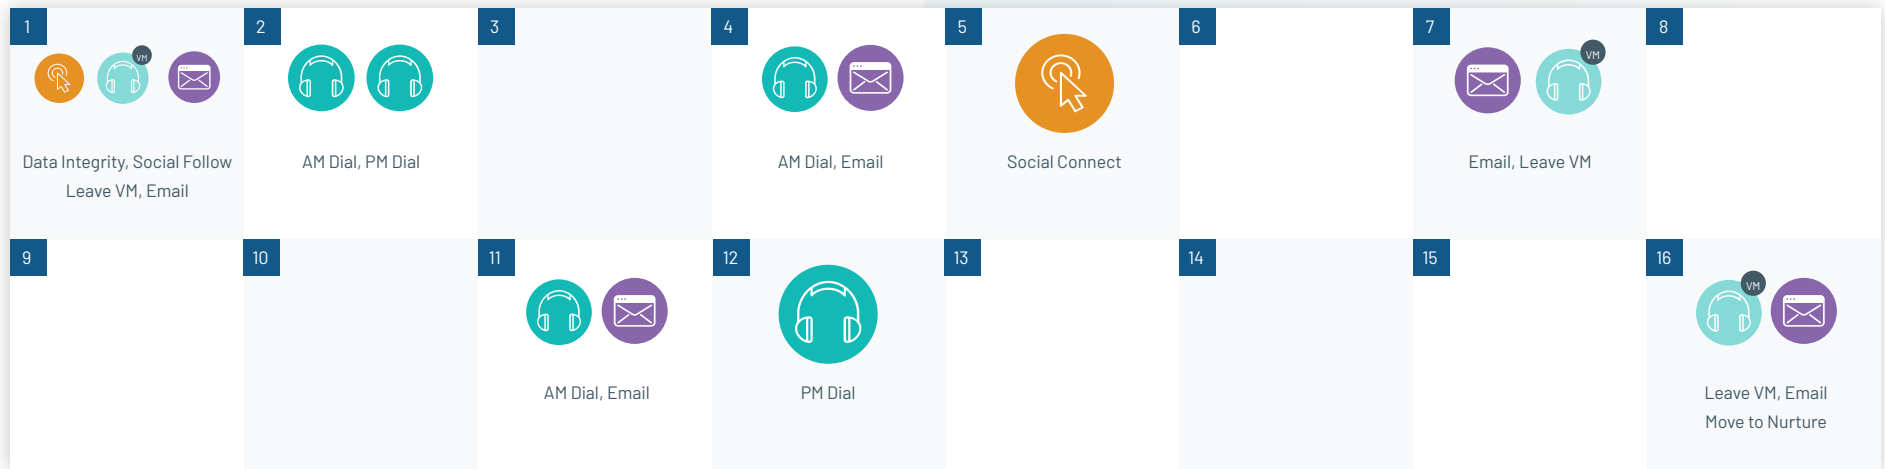 1
VM
Data Integrity, Social Follow
Leave VM, Email
2
AM Dial, PM Dial
3
4
AM Dial, Email
5
Social Connect
6
7
VM
Email, Leave VM
8
9
10
11
AM Dial, Email
12
PM Dial
13
14
15
16
VM
Leave VM, Email
Move to Nurture